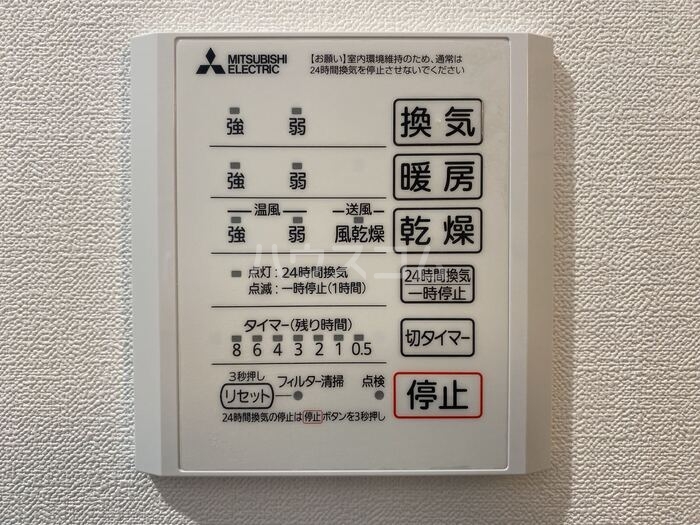 MITSUBISHI
ELECTRIC
【お願い】室内環境維持のため、通常は
24時間換気を停止させないでください
強 弱 換気
強 弱 暖房
温風 送風
強 弱 風乾燥 乾燥
点灯：24時間換気
点滅：一時停止(1時間)
24時間換気
一時停止
タイマー(残り時間)
8 6 4 3 2 1 0.5
切タイマー
3秒押し
リセット フィルター清掃 点検
停止
24時間換気の停止は停止ボタンを3秒押し
ハウスコム